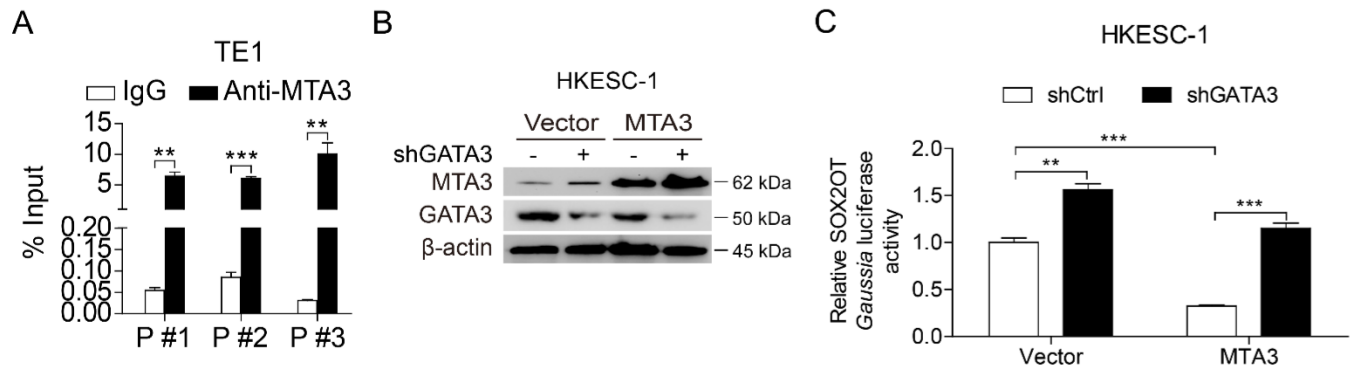 A
TE1
IgG Anti-MTA3
** *** **
15
10
5
0.20
0.15
0.10
0.05
0.00
% Input
P #1 P #2 P #3
B
HKESC-1
Vector MTA3
shGATA3 - + - +
MTA3 62 kDa
GATA3 50 kDa
β-actin 45 kDa
C
HKESC-1
shCtrl shGATA3
***
** ***
2.0
1.5
1.0
0.5
0.0
Relative SOX2OT
Gaussia luciferase
activity
Vector MTA3